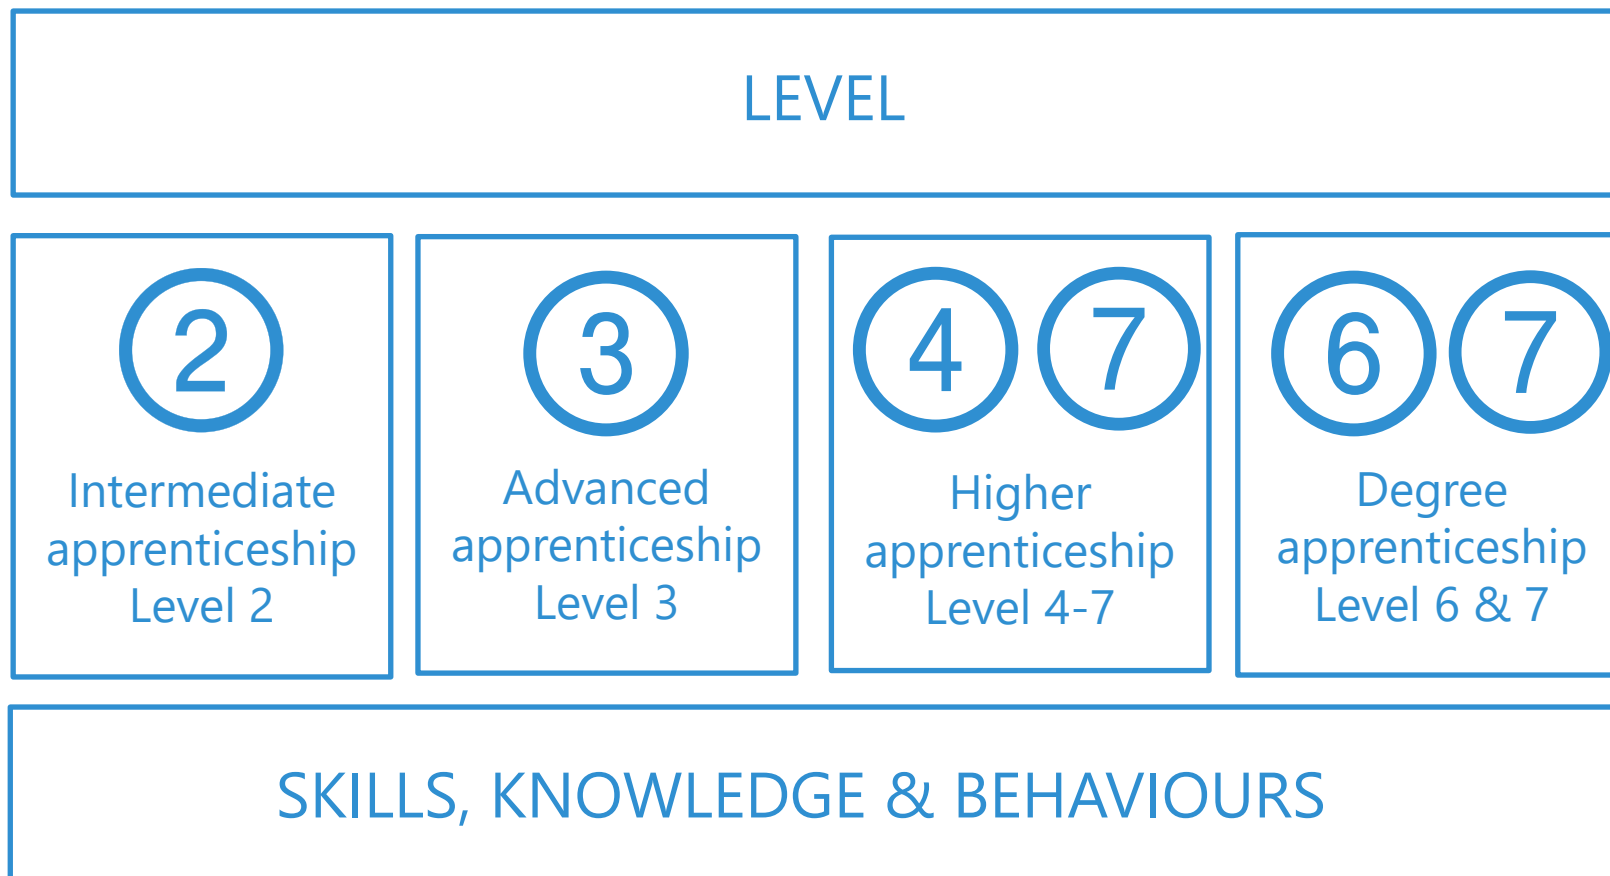 LEVEL
2
Intermediate
apprenticeship
Level 2
3
Advanced
apprenticeship
Level 3
4 7
Higher
apprenticeship
Level 4-7
6 7
Degree
apprenticeship
Level 6 & 7
SKILLS, KNOWLEDGE & BEHAVIOURS